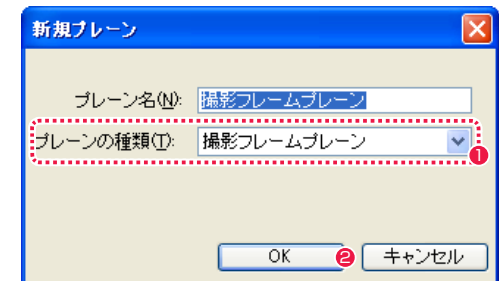 新規プレーン
プレーン名(N): 撮影フレームプレーン
プレーンの種類(T): 撮影フレームプレーン
❶
OK ❷ キャンセル